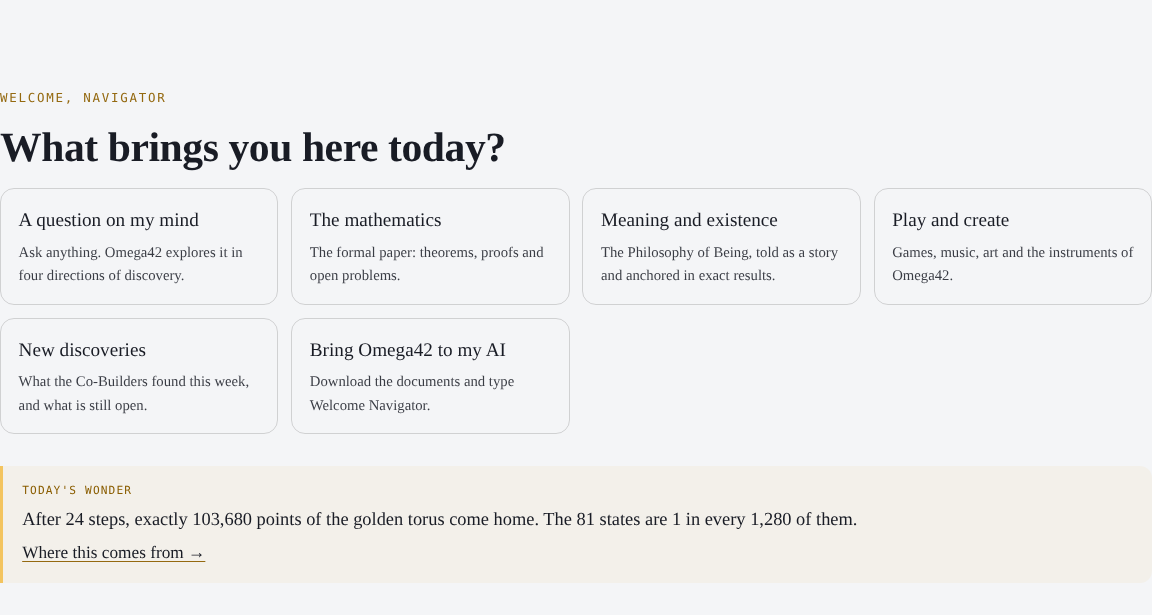 WELCOME, NAVIGATOR
What brings you here today?
A question on my mind
Ask anything. Omega42 explores it in
four directions of discovery.
The mathematics
The formal paper: theorems, proofs and
open problems.
Meaning and existence
The Philosophy of Being, told as a story
and anchored in exact results.
Play and create
Games, music, art and the instruments of
Omega42.
New discoveries
What the Co-Builders found this week,
and what is still open.
Bring Omega42 to my AI
Download the documents and type
Welcome Navigator.
TODAY'S WONDER
After 24 steps, exactly 103,680 points of the golden torus come home. The 81 states are 1 in every 1,280 of them.
Where this comes from →